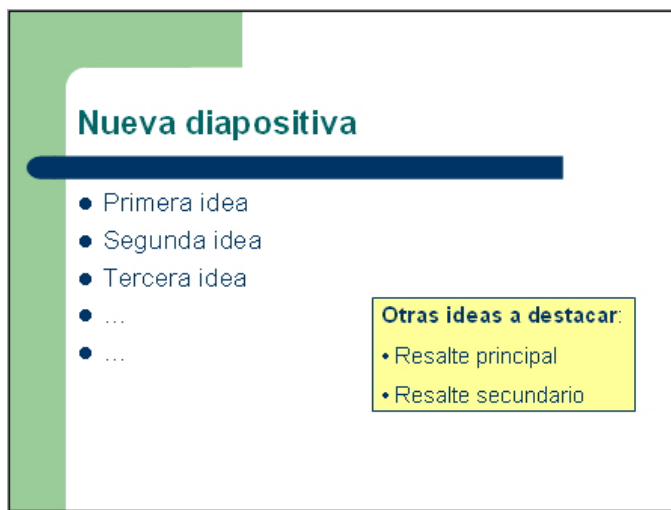 Nueva diapositiva
● Primera idea
● Segunda idea
● Tercera idea
● ...
● ...
Otras ideas a destacar:
• Resalte principal
• Resalte secundario